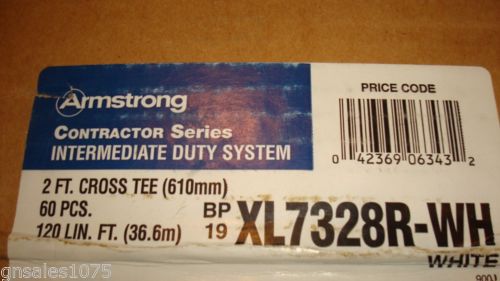 Armstrong
CONTRACTOR SERIES
INTERMEDIATE DUTY SYSTEM
PRICE CODE
0 42369 06343 2
2 FT. CROSS TEE (610mm)
60 PCS.
120 LIN. FT. (36.6m)
BP
19
XL7328R-WH
WHITE
gnsales1075